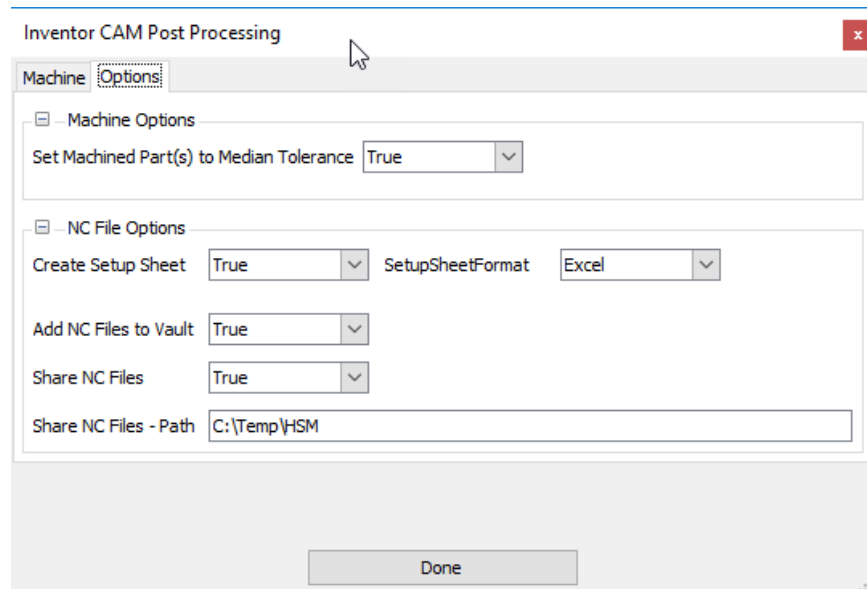 Inventor CAM Post Processing
x
Machine Options
Machine Options
Set Machined Part(s) to Median Tolerance True
NC File Options
Create Setup Sheet True SetupSheetFormat Excel
Add NC Files to Vault True
Share NC Files True
Share NC Files - Path C:\Temp\HSM
Done